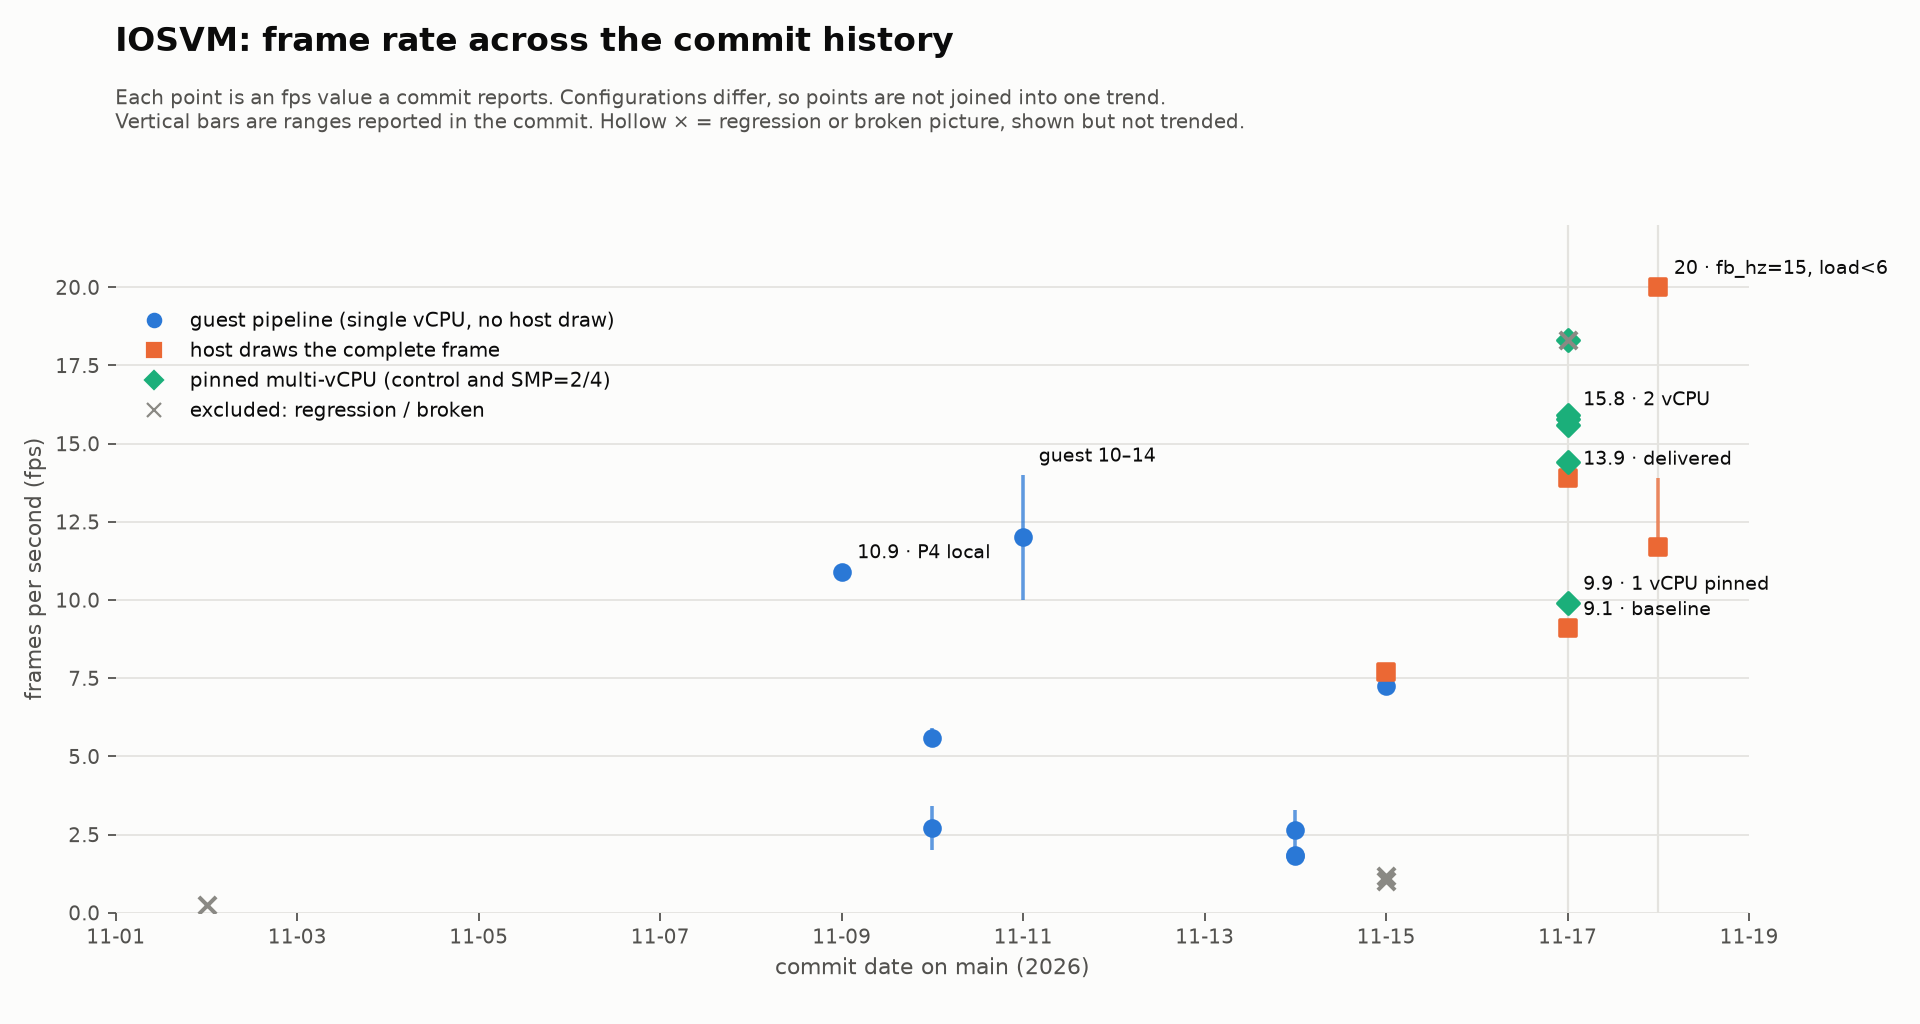 IOSVM: frame rate across the commit history
Each point is an fps value a commit reports. Configurations differ, so points are not joined into one trend.
Vertical bars are ranges reported in the commit. Hollow × = regression or broken picture, shown but not trended.
20 · fb_hz=15, load<6
20.0
guest pipeline (single vCPU, no host draw)
host draws the complete frame
17.5
pinned multi-vCPU (control and SMP=2/4)
15.8 · 2 vCPU
excluded: regression / broken
15.0
guest 10–14
13.9 · delivered
12.5
10.9 · P4 local
9.9 · 1 vCPU pinned
10.0
9.1 · baseline
frames per second (fps)
7.5
5.0
2.5
0.0
11-01 11-03 11-05 11-07 11-09 11-11 11-13 11-15 11-17 11-19
commit date on main (2026)